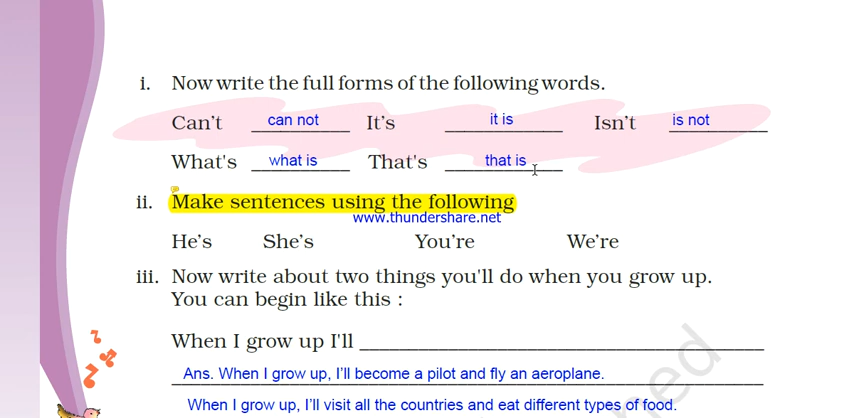 i. Now write the full forms of the following words.
Can't can not It's it is Isn't is not
What's what is That's that is
ii. Make sentences using the following
www.thundershare.net
He's She's You're We're
iii. Now write about two things you'll do when you grow up.
You can begin like this :
When I grow up I'll
Ans. When I grow up, I'll become a pilot and fly an aeroplane.
When I grow up, I'll visit all the countries and eat different types of food.